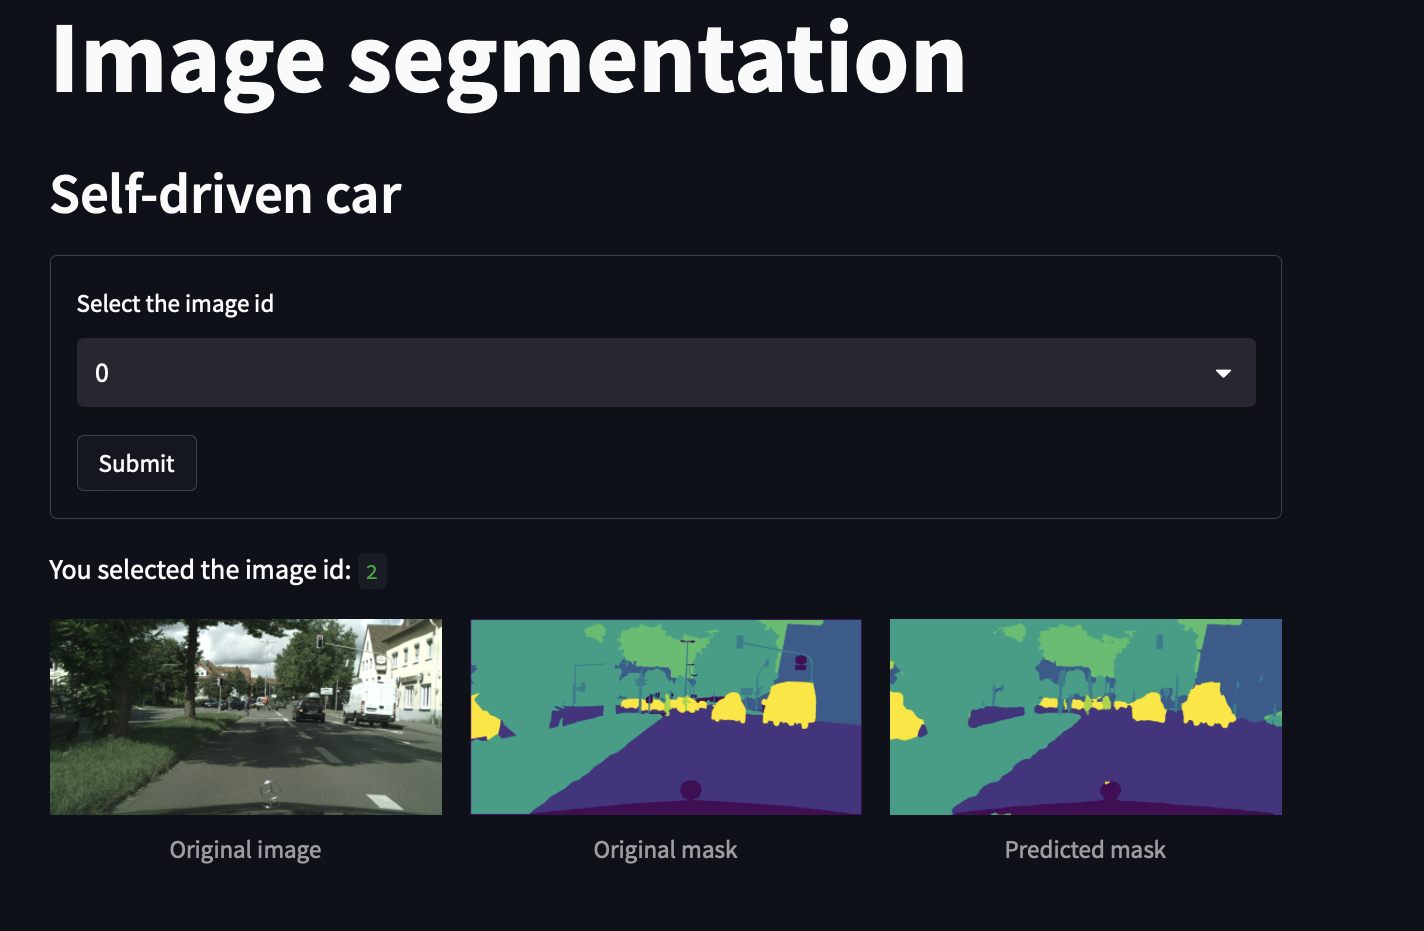 Image segmentation
Self-driven car
Select the image id
0
Submit
You selected the image id: 2
Original image
Original mask
Predicted mask